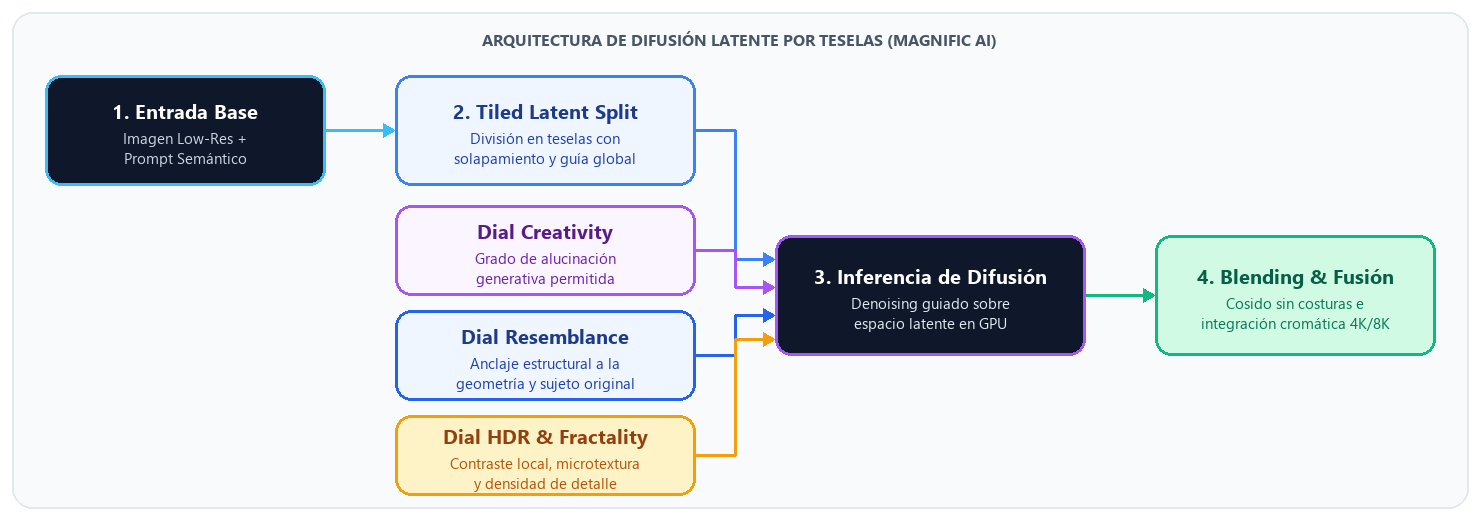 ARQUITECTURA DE DIFUSIÓN LATENTE POR TESELAS (MAGNIFIC AI)
1. Entrada Base
Imagen Low-Res +
Prompt Semántico
2. Tiled Latent Split
División en teselas con
solapamiento y guía global
Dial Creativity
Grado de alucinación
generativa permitida
Dial Resemblance
Anclaje estructural a la
geometría y sujeto original
Dial HDR & Fractality
Contraste local, microtextura
y densidad de detalle
3. Inferencia de Difusión
Denoising guiado sobre
espacio latente en GPU
4. Blending & Fusión
Cosido sin costuras e
integración cromática 4K/8K